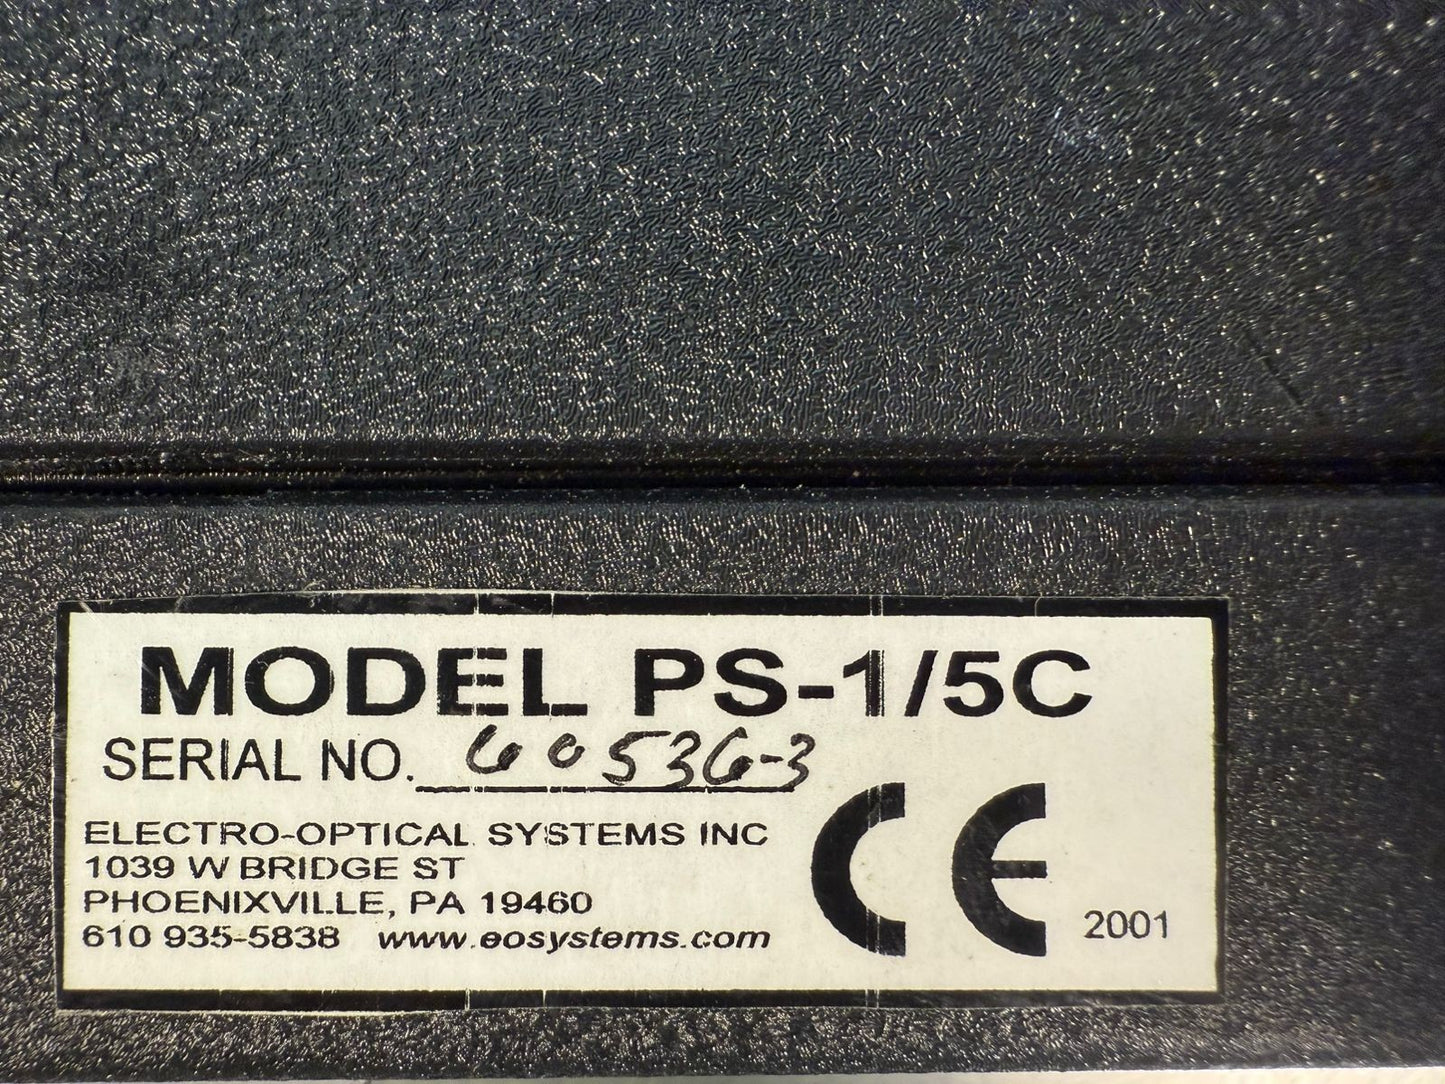 MODEL PS-1/5C
SERIAL NO. 60536-3
ELECTRO-OPTICAL SYSTEMS INC
1039 W BRIDGE ST
PHOENIXVILLE, PA 19460
610 935-5838 www.eosystems.com
CE 2001